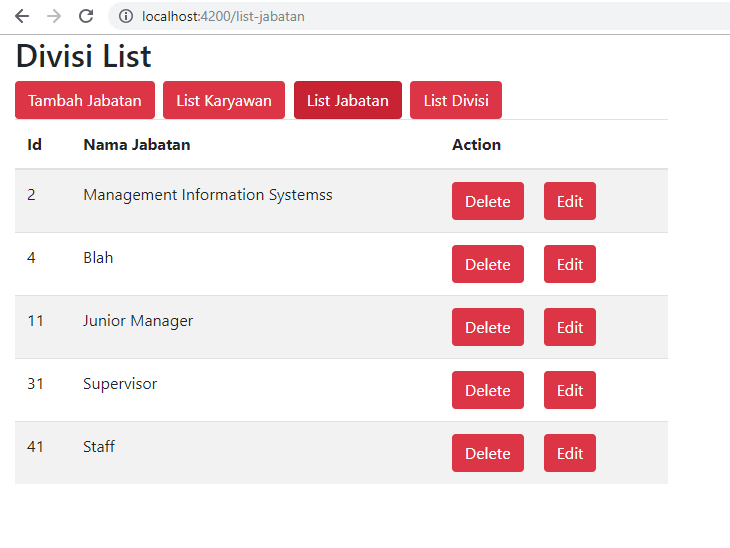 localhost:4200/list-jabatan
Divisi List
Tambah Jabatan List Karyawan List Jabatan List Divisi
Id Nama Jabatan Action
2 Management Information Systemss Delete Edit
4 Blah Delete Edit
11 Junior Manager Delete Edit
31 Supervisor Delete Edit
41 Staff Delete Edit